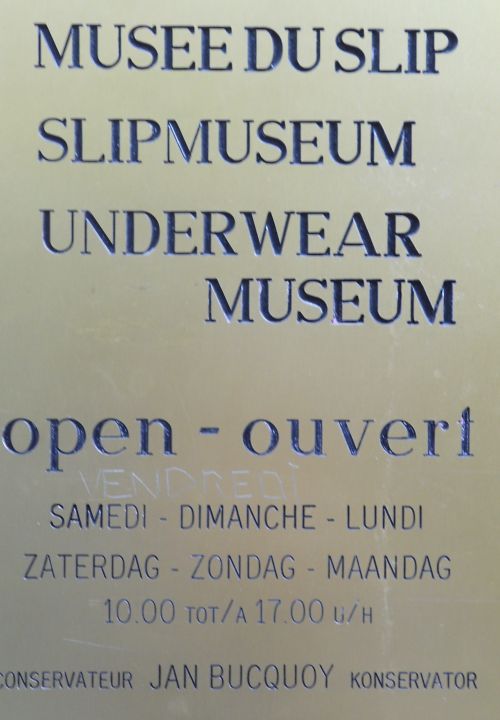 MUSEE DU SLIP
SLIPMUSEUM
UNDERWEAR
MUSEUM
open - ouvert
VENDREDI
SAMEDI - DIMANCHE - LUNDI
ZATERDAG - ZONDAG - MAANDAG
10.00 TOT/A 17.00 U/H
CONSERVATEUR JAN BUCQUOY KONSERVATOR